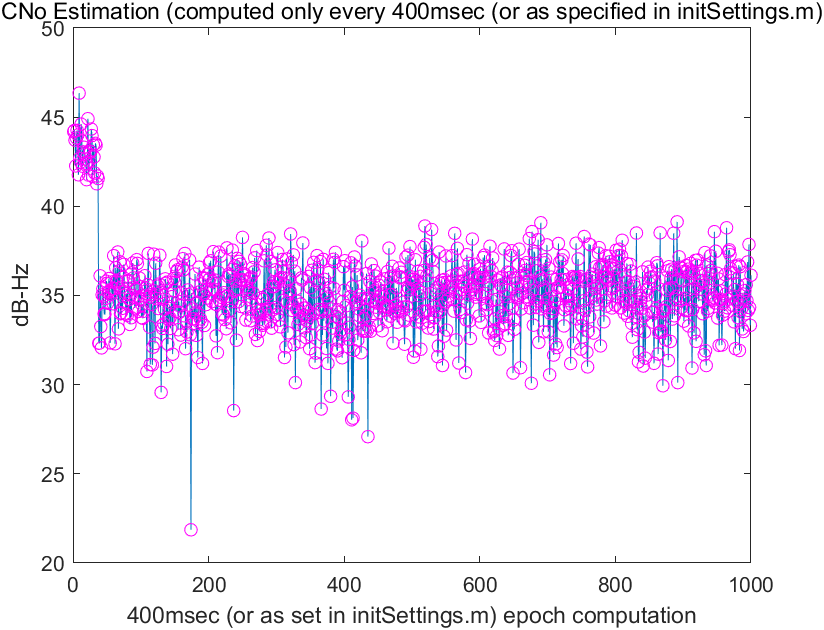 CNo Estimation (computed only every 400msec (or as specified in initSettings.m)
50
45
40
35
30
25
20
dB-Hz
0 200 400 600 800 1000
400msec (or as set in initSettings.m) epoch computation